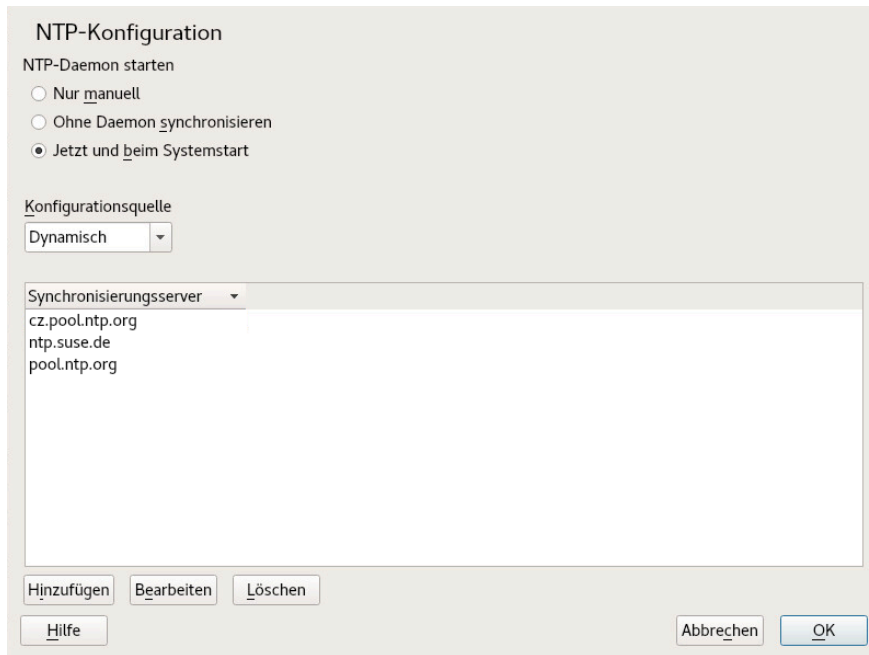 NTP-Konfiguration
NTP-Daemon starten
Nur manuell
Ohne Daemon synchronisieren
Jetzt und beim Systemstart
Konfigurationsquelle
Dynamisch
Synchronisierungsserver
cz.pool.ntp.org
ntp.suse.de
pool.ntp.org
Hinzufügen Bearbeiten Löschen
Hilfe Abbrechen OK